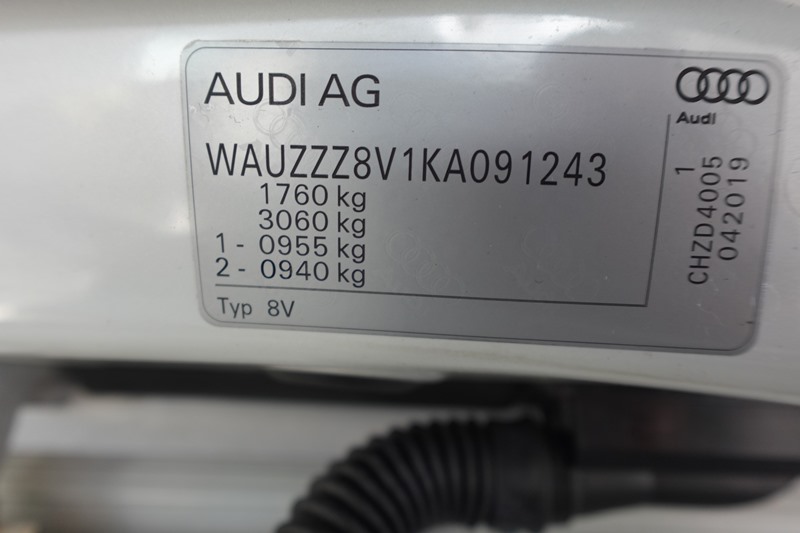 AUDI AG
Audi
WAUZZZ8V1KA091243
1760 kg
3060 kg
1 - 0955 kg
2 - 0940 kg
Typ 8V
1
CHZD4005
042019